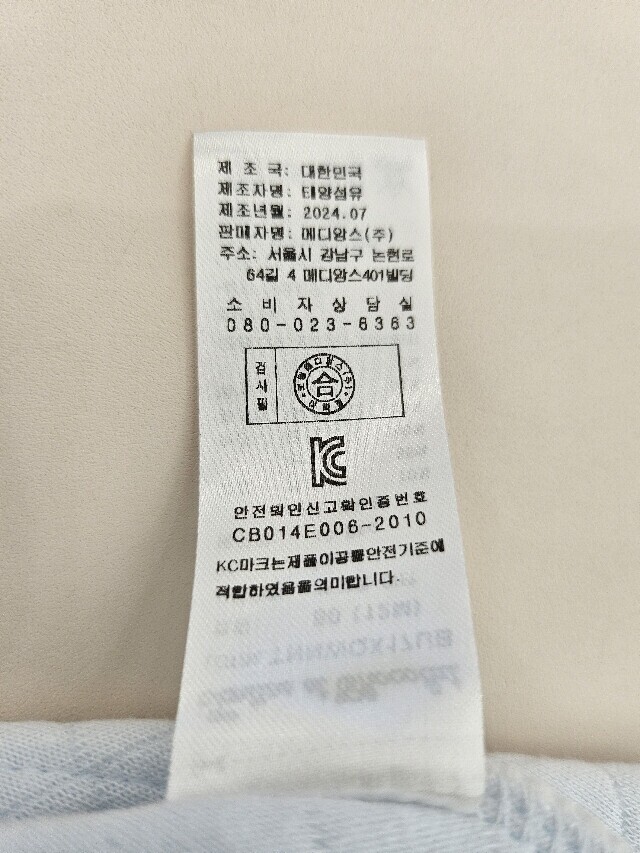 제 조 국: 대한민국
제조자명: 태양섬유
제조년월: 2024.07
판매자명: 메디앙스(주)
주소: 서울시 강남구 논현로
64길 4 메디앙스401빌딩
소 비 자 상 담 실
080-023-6363
검사필
合
안전확인신고확인증번호
CB014E006-2010
KC마크는제품이공통안전기준에
적합하였음을의미합니다.